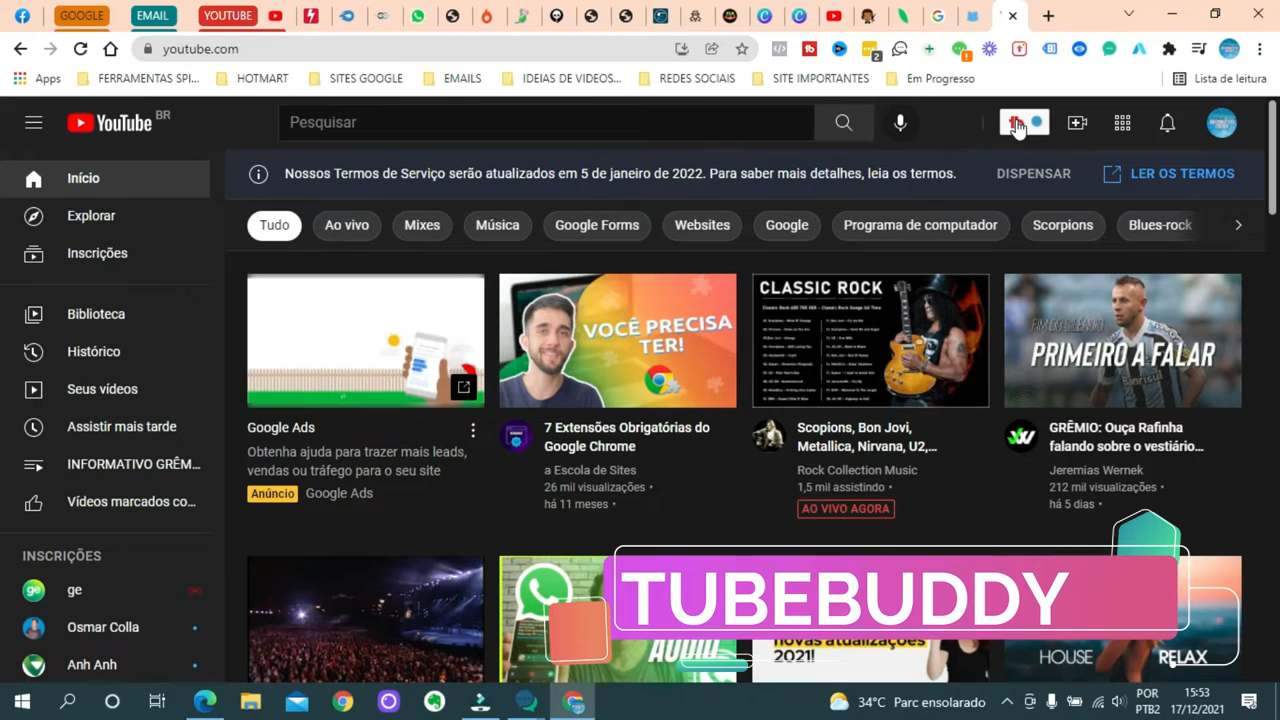 GOOGLE
EMAIL
YOUTUBE
youtube.com
2
Apps
FERRAMENTAS SPI...
HOTMART
SITES GOOGLE
EMAILS
IDEIAS DE VIDEOS...
REDES SOCIAIS
SITE IMPORTANTES
Em Progresso
Lista de leitura
YouTube BR
Pesquisar
Nossos Termos de Serviço serão atualizados em 5 de janeiro de 2022. Para saber mais detalhes, leia os termos.
DISPENSAR
LER OS TERMOS
Início
Explorar
Inscrições
Biblioteca
Histórico
Seus vídeos
Assistir mais tarde
INFORMATIVO GRÊM...
Vídeos marcados co...
INSCRIÇÕES
ge
Osmar Colla
Anh Anh
Tudo
Ao vivo
Mixes
Música
Google Forms
Websites
Google
Programa de computador
Scorpions
Blues-rock
Google Ads
Obtenha ajuda para trazer mais leads,
vendas ou tráfego para o seu site
Anúncio Google Ads
VOCÊ PRECISA
TER!
7 Extensões Obrigatórias do
Google Chrome
a Escola de Sites
26 mil visualizações •
há 11 meses •
CLASSIC ROCK
Scopions, Bon Jovi,
Metallica, Nirvana, U2,...
Rock Collection Music
1,5 mil assistindo •
AO VIVO AGORA
PRIMEIRO A FALAR
GRÊMIO: Ouça Rafinha
falando sobre o vestiário...
Jeremias Wernek
212 mil visualizações •
há 5 dias •
TUBEBUDDY
ÁUDIO
novas atualizações
2021!
HOUSE
RELAX
34°C Parc ensolarado
POR
PTB2
15:53
17/12/2021